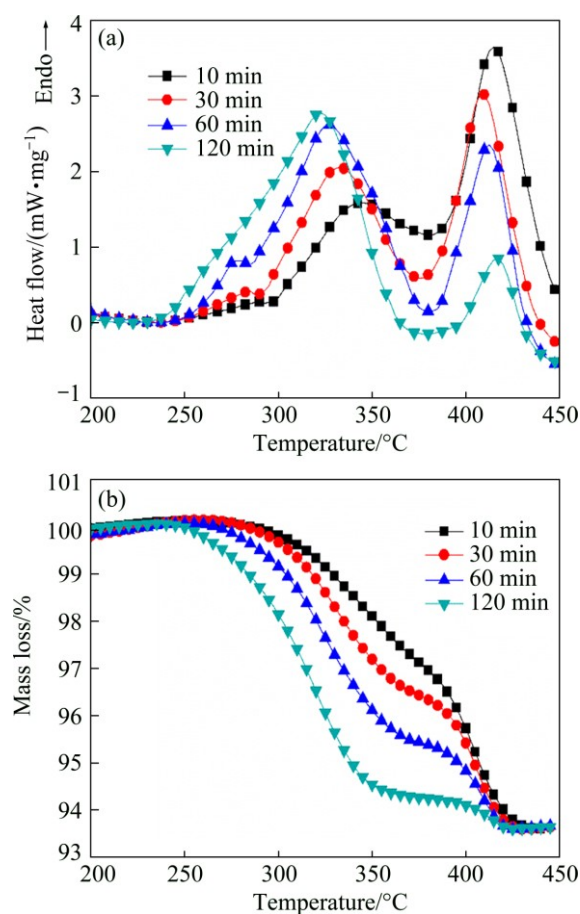 (a)
Endo →
4
3
2
1
0
−1
10 min
30 min
60 min
120 min
Heat flow/(mW•mg⁻¹)
200 250 300 350 400 450
Temperature/°C
(b)
101
100
99
98
97
96
95
94
93
10 min
30 min
60 min
120 min
Mass loss/%
200 250 300 350 400 450
Temperature/°C